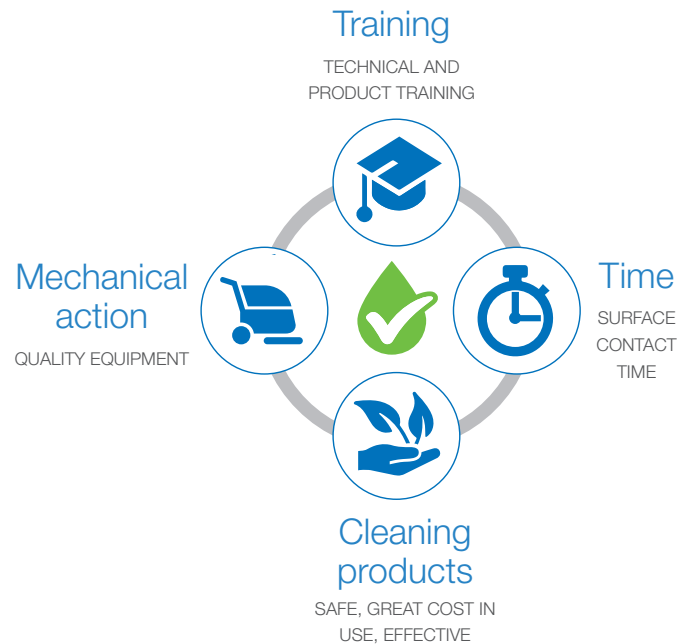 Training
TECHNICAL AND
PRODUCT TRAINING
Mechanical
action
QUALITY EQUIPMENT
Time
SURFACE
CONTACT
TIME
Cleaning
products
SAFE, GREAT COST IN
USE, EFFECTIVE